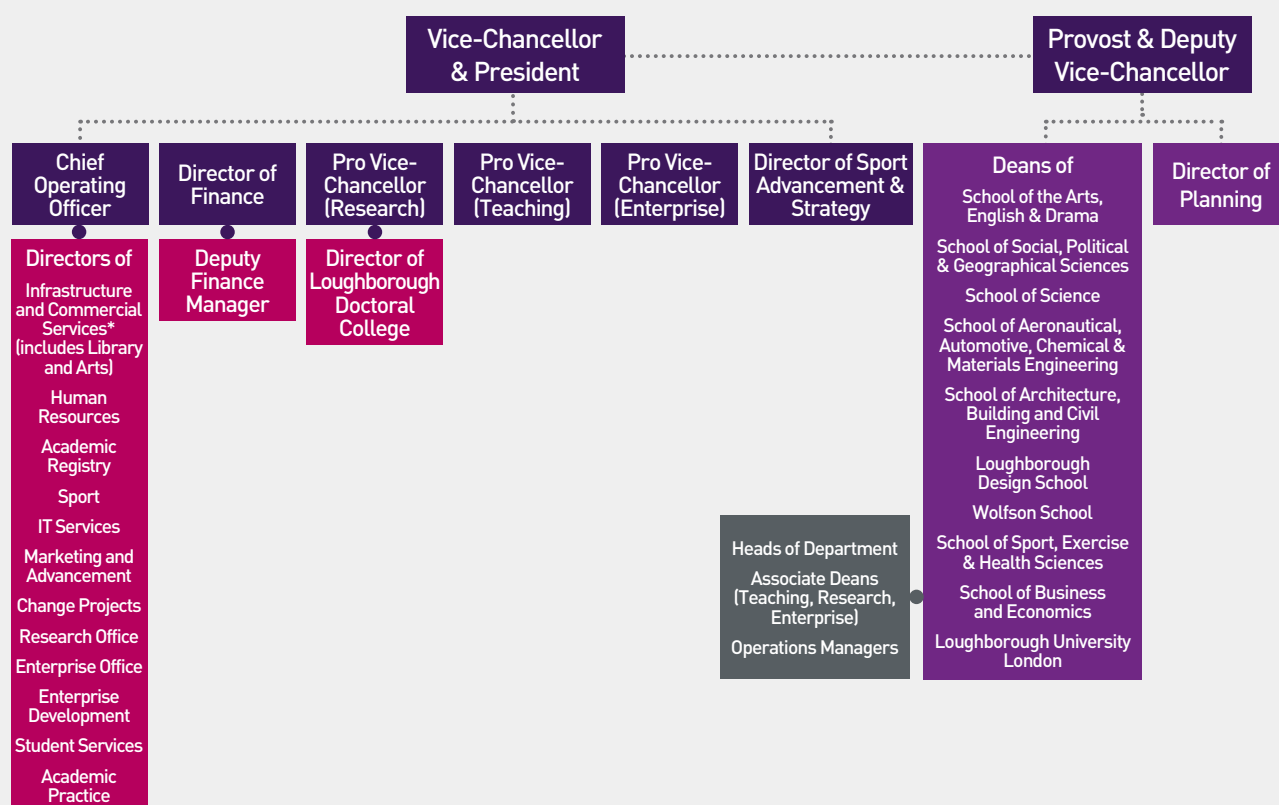 Vice-Chancellor
& President
Provost & Deputy
Vice-Chancellor
Chief
Operating
Officer
Director of
Finance
Pro Vice-
Chancellor
(Research)
Pro Vice-
Chancellor
(Teaching)
Pro Vice-
Chancellor
(Enterprise)
Director of Sport
Advancement &
Strategy
Deans of
School of the Arts,
English & Drama
School of Social, Political
& Geographical Sciences
School of Science
School of Aeronautical,
Automotive, Chemical &
Materials Engineering
School of Architecture,
Building and Civil
Engineering
Loughborough
Design School
Wolfson School
School of Sport, Exercise
& Health Sciences
School of Business
and Economics
Loughborough University
London
Director of
Planning
Directors of
Infrastructure
and Commercial
Services*
(includes Library
and Arts)
Human
Resources
Academic
Registry
Sport
IT Services
Marketing and
Advancement
Change Projects
Research Office
Enterprise Office
Enterprise
Development
Student Services
Academic
Practice
Deputy
Finance
Manager
Director of
Loughborough
Doctoral
College
Heads of Department
Associate Deans
(Teaching, Research,
Enterprise)
Operations Managers